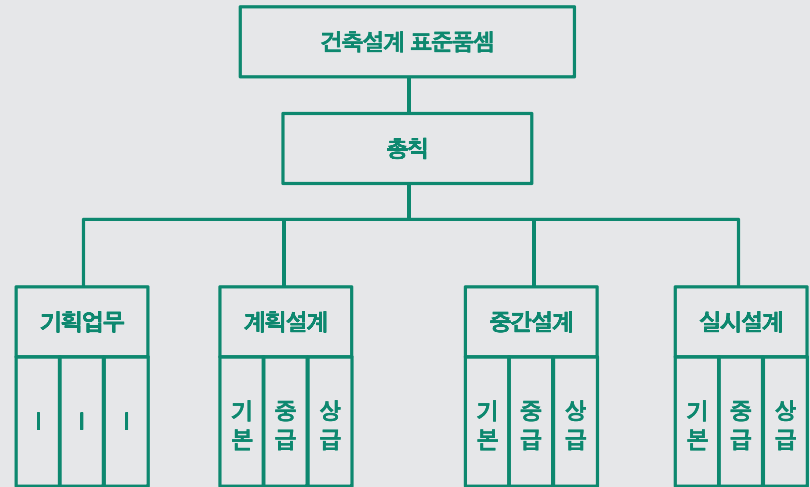 건축설계 표준품셈
총칙
기획업무
계획설계
중간설계
실시설계
l
l
l
기본
중급
상급
기본
중급
상급
기본
중급
상급